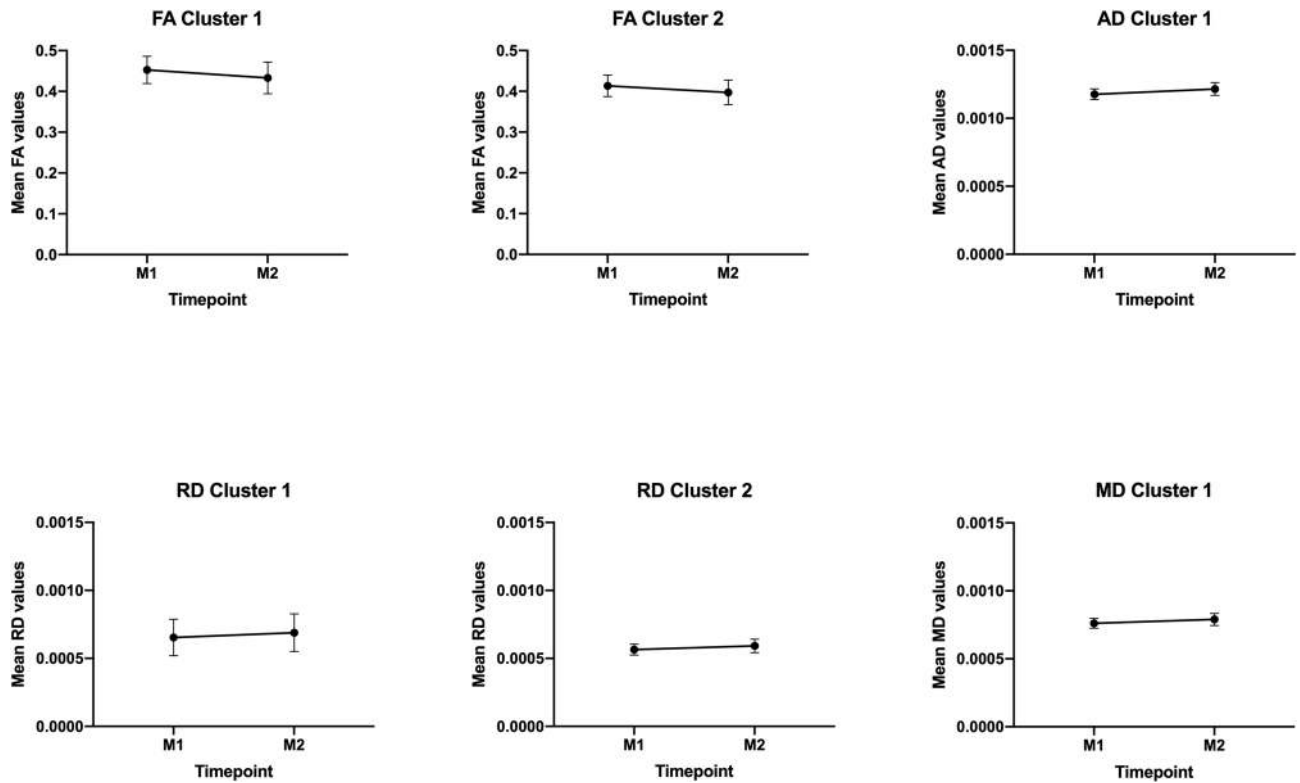 FA Cluster 1
0.5
0.4
0.3
0.2
0.1
0.0
Mean FA values
M1 M2
Timepoint
FA Cluster 2
0.5
0.4
0.3
0.2
0.1
0.0
Mean FA values
M1 M2
Timepoint
AD Cluster 1
0.0015
0.0010
0.0005
0.0000
Mean AD values
M1 M2
Timepoint
RD Cluster 1
0.0015
0.0010
0.0005
0.0000
Mean RD values
M1 M2
Timepoint
RD Cluster 2
0.0015
0.0010
0.0005
0.0000
Mean RD values
M1 M2
Timepoint
MD Cluster 1
0.0015
0.0010
0.0005
0.0000
Mean MD values
M1 M2
Timepoint